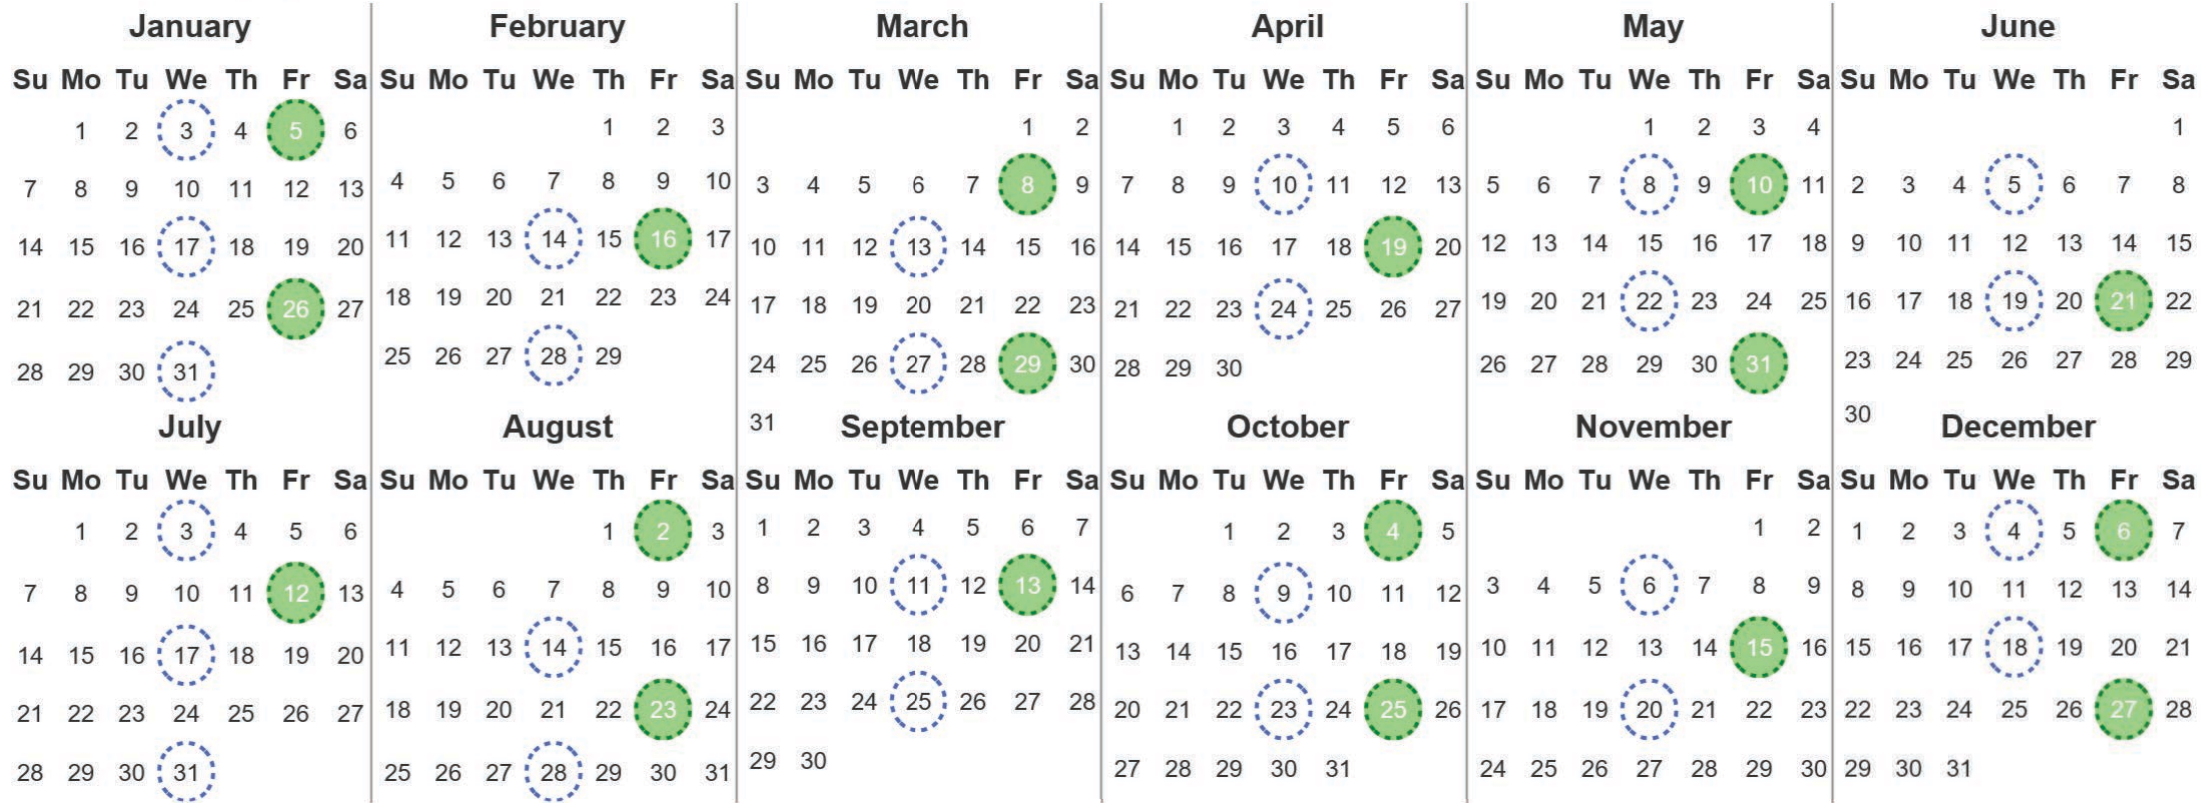 January
Su Mo Tu We Th Fr Sa
1 2 3 4 5 6
7 8 9 10 11 12 13
14 15 16 17 18 19 20
21 22 23 24 25 26 27
28 29 30 31
February
Su Mo Tu We Th Fr Sa
1 2 3
4 5 6 7 8 9 10
11 12 13 14 15 16 17
18 19 20 21 22 23 24
25 26 27 28 29
March
Su Mo Tu We Th Fr Sa
1 2
3 4 5 6 7 8 9
10 11 12 13 14 15 16
17 18 19 20 21 22 23
24 25 26 27 28 29 30
31
April
Su Mo Tu We Th Fr Sa
1 2 3 4 5 6
7 8 9 10 11 12 13
14 15 16 17 18 19 20
21 22 23 24 25 26 27
28 29 30
May
Su Mo Tu We Th Fr Sa
1 2 3 4
5 6 7 8 9 10 11
12 13 14 15 16 17 18
19 20 21 22 23 24 25
26 27 28 29 30 31
June
Su Mo Tu We Th Fr Sa
1
2 3 4 5 6 7 8
9 10 11 12 13 14 15
16 17 18 19 20 21 22
23 24 25 26 27 28 29
30
July
Su Mo Tu We Th Fr Sa
1 2 3 4 5 6
7 8 9 10 11 12 13
14 15 16 17 18 19 20
21 22 23 24 25 26 27
28 29 30 31
August
Su Mo Tu We Th Fr Sa
1 2 3
4 5 6 7 8 9 10
11 12 13 14 15 16 17
18 19 20 21 22 23 24
25 26 27 28 29 30 31
September
Su Mo Tu We Th Fr Sa
1 2 3 4 5 6 7
8 9 10 11 12 13 14
15 16 17 18 19 20 21
22 23 24 25 26 27 28
29 30
October
Su Mo Tu We Th Fr Sa
1 2 3 4 5
6 7 8 9 10 11 12
13 14 15 16 17 18 19
20 21 22 23 24 25 26
27 28 29 30 31
November
Su Mo Tu We Th Fr Sa
1 2
3 4 5 6 7 8 9
10 11 12 13 14 15 16
17 18 19 20 21 22 23
24 25 26 27 28 29 30
December
Su Mo Tu We Th Fr Sa
1 2 3 4 5 6 7
8 9 10 11 12 13 14
15 16 17 18 19 20 21
22 23 24 25 26 27 28
29 30 31